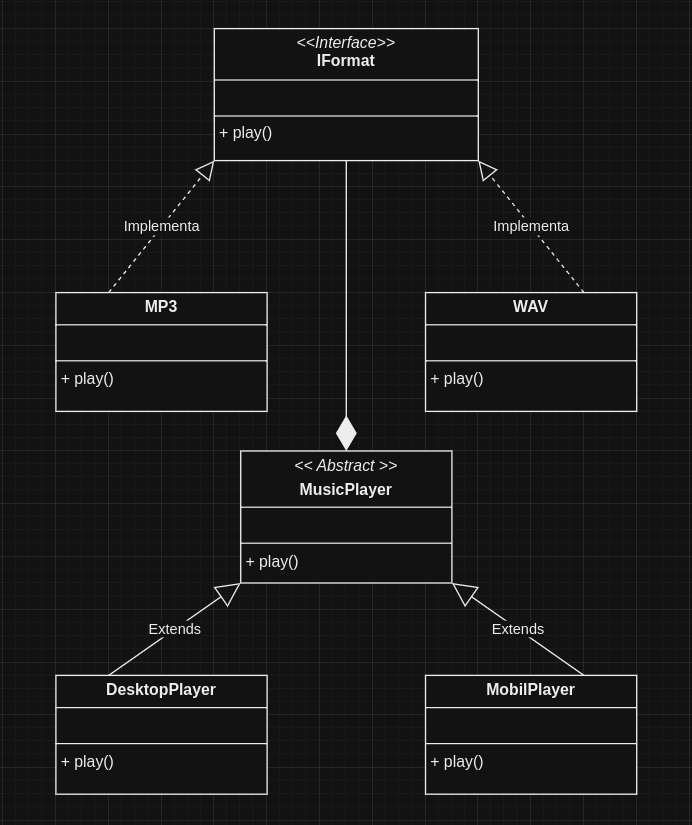 <<Interface>>
IFormat
+ play()
Implementa
Implementa
MP3
+ play()
WAV
+ play()
<< Abstract >>
MusicPlayer
+ play()
Extends
Extends
DesktopPlayer
+ play()
MobilPlayer
+ play()